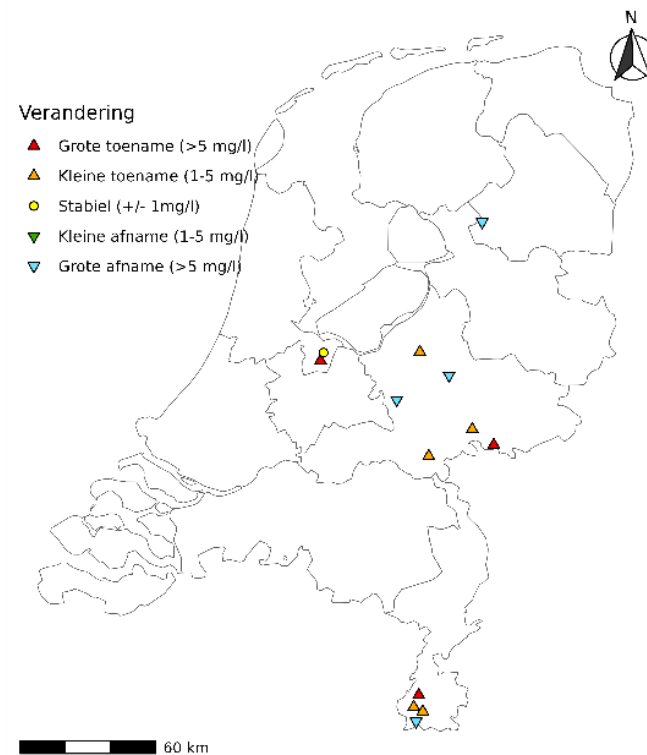 N
Verandering
Grote toename (>5 mg/l)
Kleine toename (1-5 mg/l)
Stabiel (+/- 1mg/l)
Kleine afname (1-5 mg/l)
Grote afname (>5 mg/l)
60 km